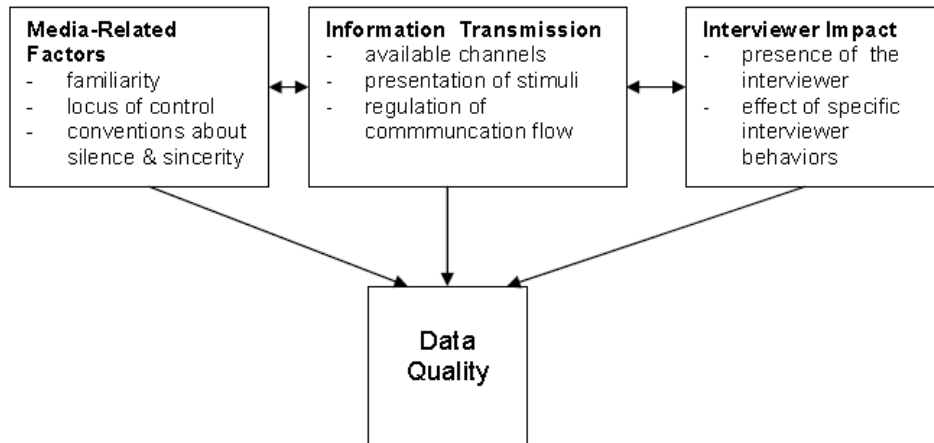 Media-Related
Factors
- familiarity
- locus of control
- conventions about
silence & sincerity
Information Transmission
- available channels
- presentation of stimuli
- regulation of
commmuncation flow
Interviewer Impact
- presence of the
interviewer
- effect of specific
interviewer
behaviors
Data
Quality